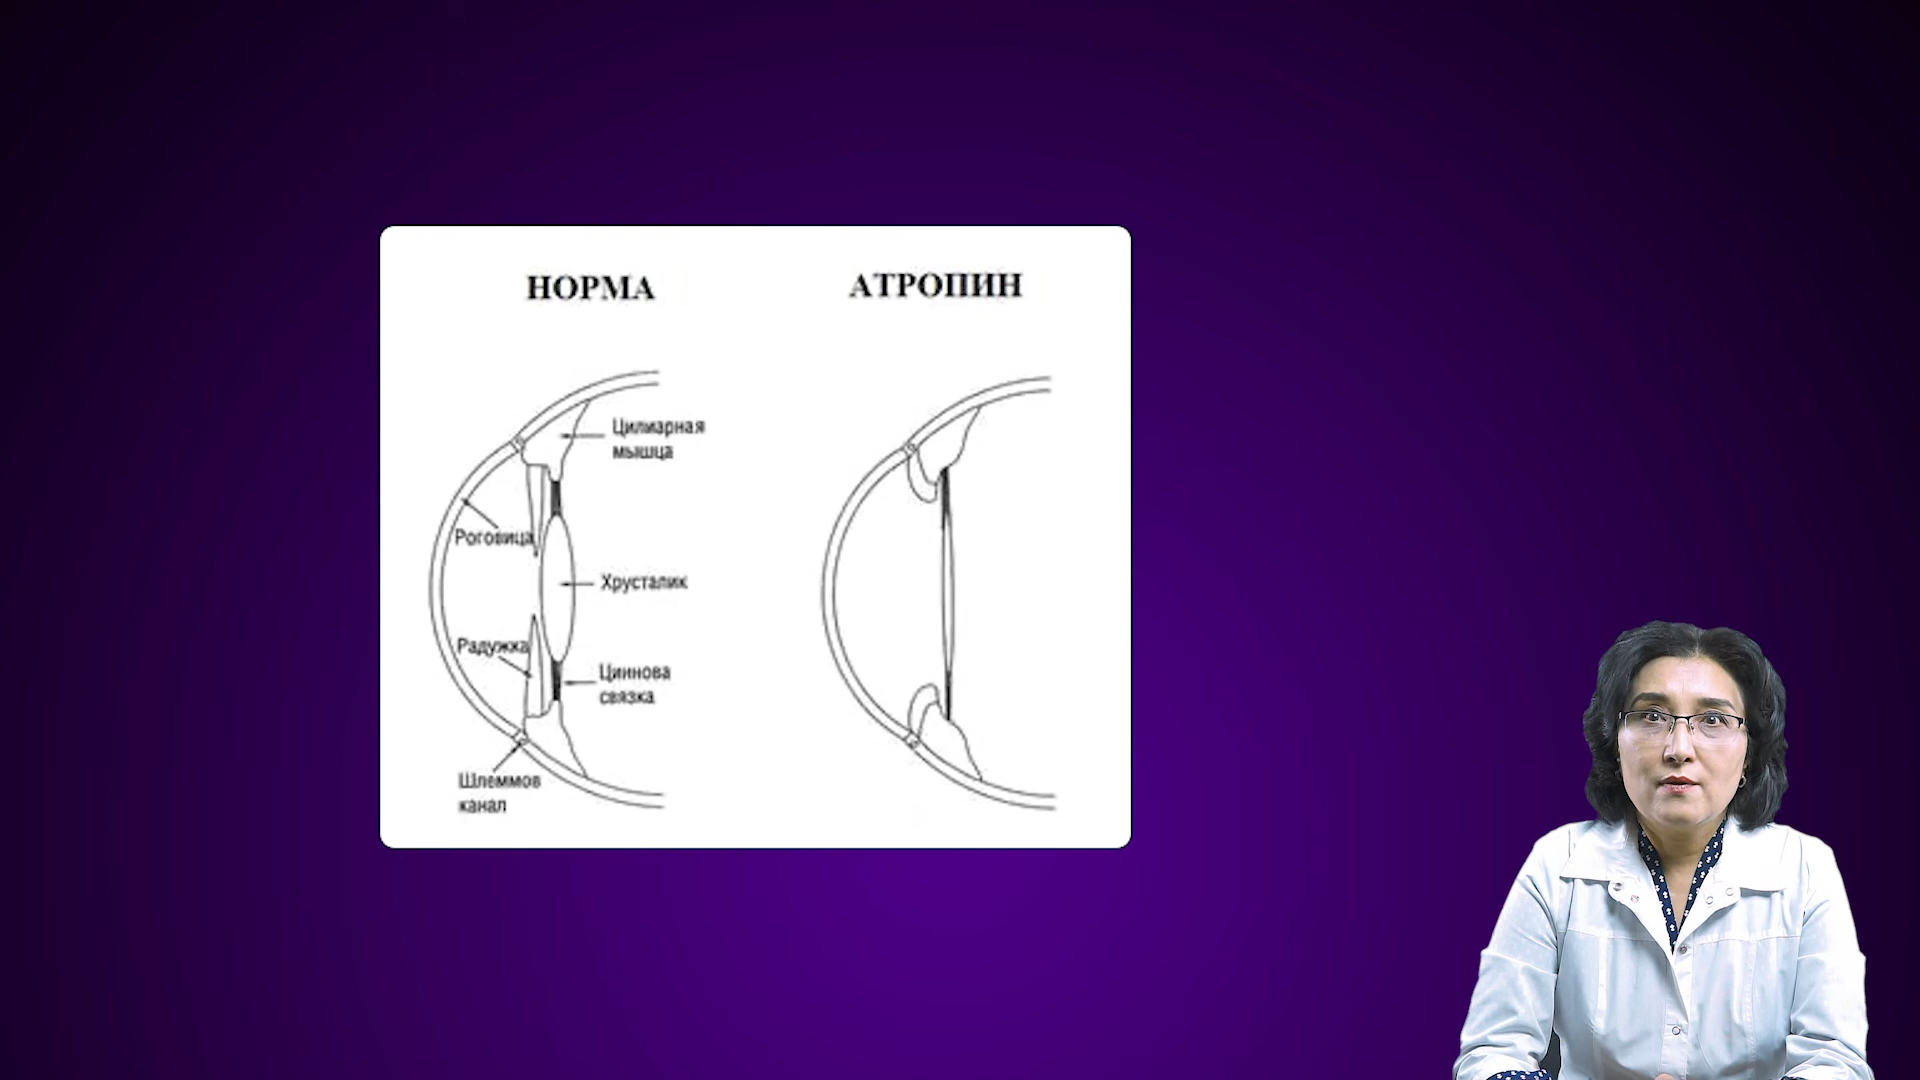 НОРМА
АТРОПИН
Цилиарная
мышца
Роговица
Хрусталик
Радужка
Циннова
связка
Шлеммов
канал